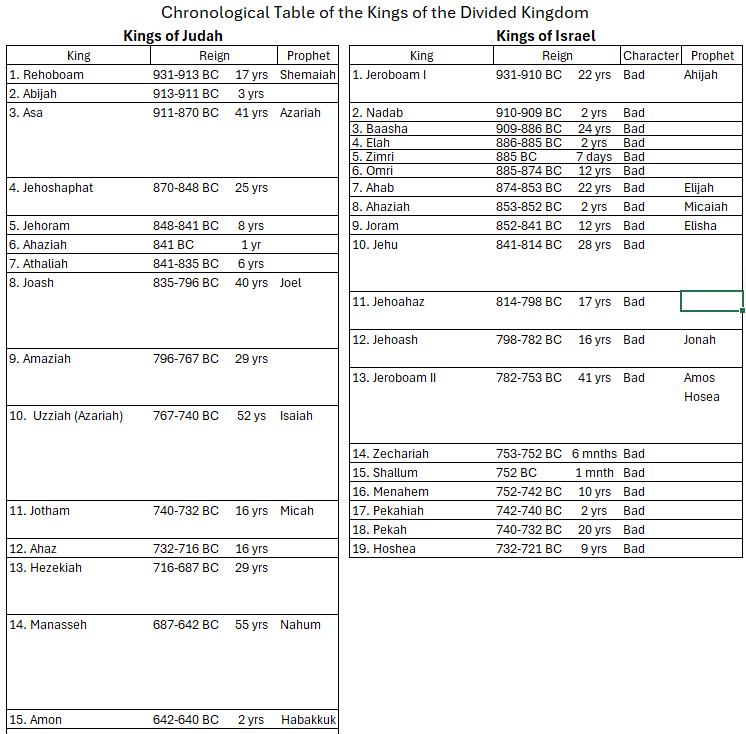 Chronological Table of the Kings of the Divided Kingdom
Kings of Judah
King Reign Prophet
1. Rehoboam 931-913 BC 17 yrs Shemaiah
2. Abijah 913-911 BC 3 yrs
3. Asa 911-870 BC 41 yrs Azariah
4. Jehoshaphat 870-848 BC 25 yrs
5. Jehoram 848-841 BC 8 yrs
6. Ahaziah 841 BC 1 yr
7. Athaliah 841-835 BC 6 yrs
8. Joash 835-796 BC 40 yrs Joel
9. Amaziah 796-767 BC 29 yrs
10. Uzziah (Azariah) 767-740 BC 52 ys Isaiah
11. Jotham 740-732 BC 16 yrs Micah
12. Ahaz 732-716 BC 16 yrs
13. Hezekiah 716-687 BC 29 yrs
14. Manasseh 687-642 BC 55 yrs Nahum
15. Amon 642-640 BC 2 yrs Habakkuk
Kings of Israel
King Reign Character Prophet
1. Jeroboam I 931-910 BC 22 yrs Bad Ahijah
2. Nadab 910-909 BC 2 yrs Bad
3. Baasha 909-886 BC 24 yrs Bad
4. Elah 886-885 BC 2 yrs Bad
5. Zimri 885 BC 7 days Bad
6. Omri 885-874 BC 12 yrs Bad
7. Ahab 874-853 BC 22 yrs Bad Elijah
8. Ahaziah 853-852 BC 2 yrs Bad Micaiah
9. Joram 852-841 BC 12 yrs Bad Elisha
10. Jehu 841-814 BC 28 yrs Bad
11. Jehoahaz 814-798 BC 17 yrs Bad
12. Jehoash 798-782 BC 16 yrs Bad Jonah
13. Jeroboam II 782-753 BC 41 yrs Bad Amos
Hosea
14. Zechariah 753-752 BC 6 mnths Bad
15. Shallum 752 BC 1 mnth Bad
16. Menahem 752-742 BC 10 yrs Bad
17. Pekahiah 742-740 BC 2 yrs Bad
18. Pekah 740-732 BC 20 yrs Bad
19. Hoshea 732-721 BC 9 yrs Bad